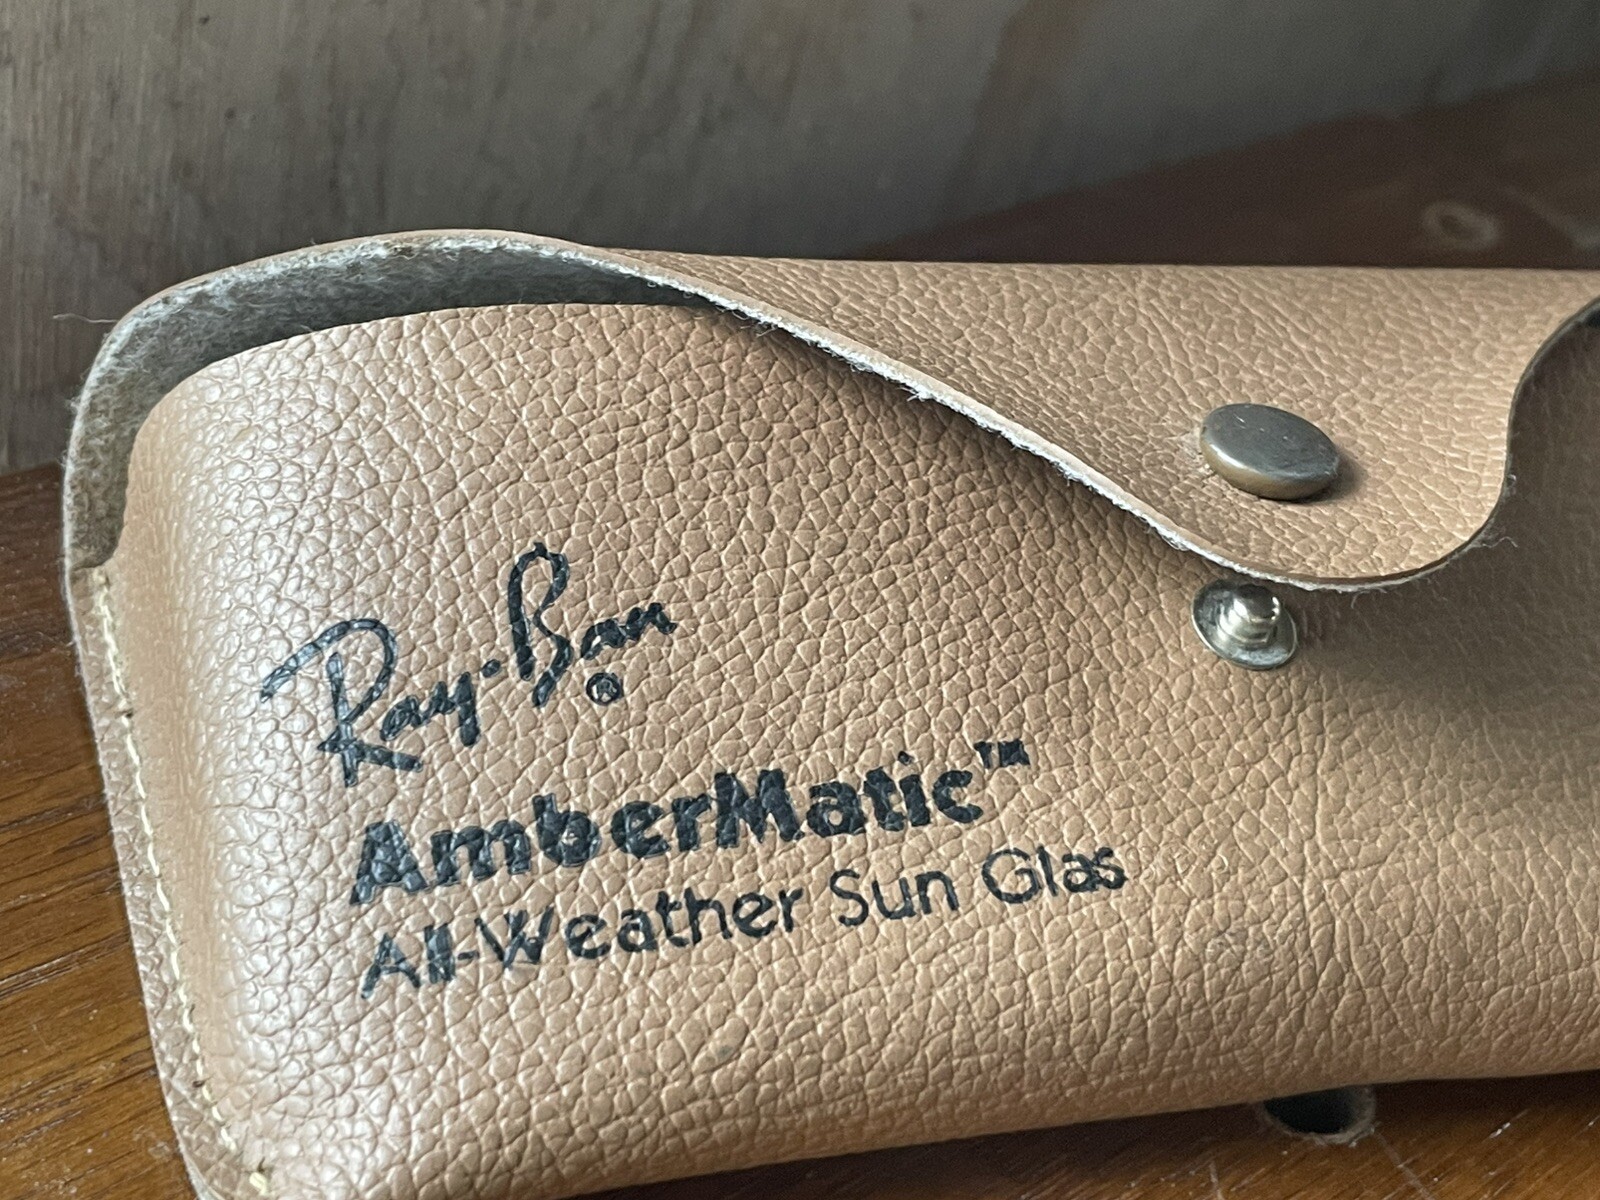 Ray-Ban®
AmberMatic™
All-Weather Sun Glas